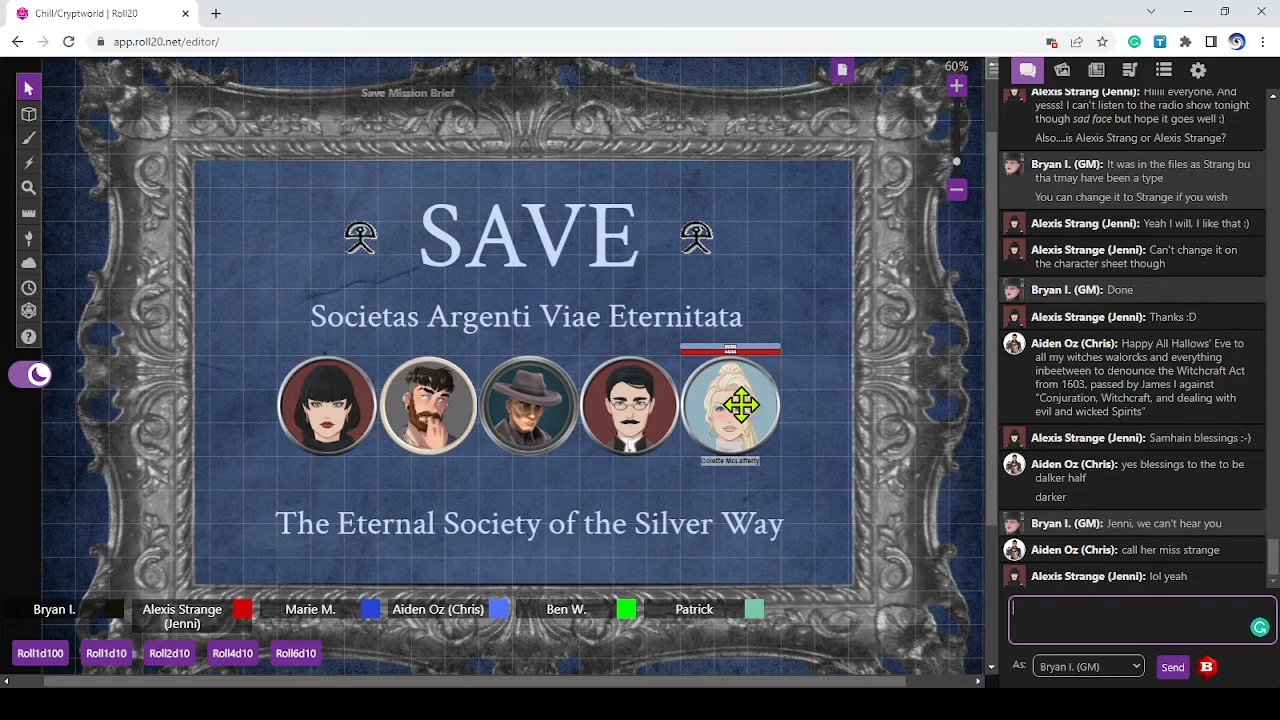 Chill/Cryptworld | Roll20
app.roll20.net/editor/
60%
Save Mission Brief
SAVE
Societas Argenti Viae Eternitata
Colette McLafferty
The Eternal Society of the Silver Way
Bryan I.
Alexis Strange
(Jenni)
Marie M.
Aiden Oz (Chris)
Ben W.
Patrick
Roll1d100
Roll1d10
Roll2d10
Roll4d10
Roll6d10
Alexis Strang (Jenni): Hiiiii everyone. And
yesss! I can't listen to the radio show tonight
though sad face but hope it goes well :)
Also....is Alexis Strang or Alexis Strange?
Bryan I. (GM): It was in the files as Strang bu
tha tmay have been a type
You can change it to Strange if you wish
Alexis Strang (Jenni): Yeah I will, I like that :)
Alexis Strang (Jenni): Can't change it on
the character sheet though
Bryan I. (GM): Done
Alexis Strang (Jenni): Thanks :D
Aiden Oz (Chris): Happy All Hallows' Eve to
all my witches walorcks and everything
inbeetween to denounce the Witchcraft Act
from 1603, passed by James I against
"Conjuration, Witchcraft, and dealing with
evil and wicked Spirits"
Alexis Strang (Jenni): Samhain blessings :-)
Aiden Oz (Chris): yes blessings to the to be
dalker half
darker
Bryan I. (GM): Jenni, we can't hear you
Aiden Oz (Chris): call her miss strange
Alexis Strang (Jenni): lol yeah
As:
Bryan I. (GM)
Send